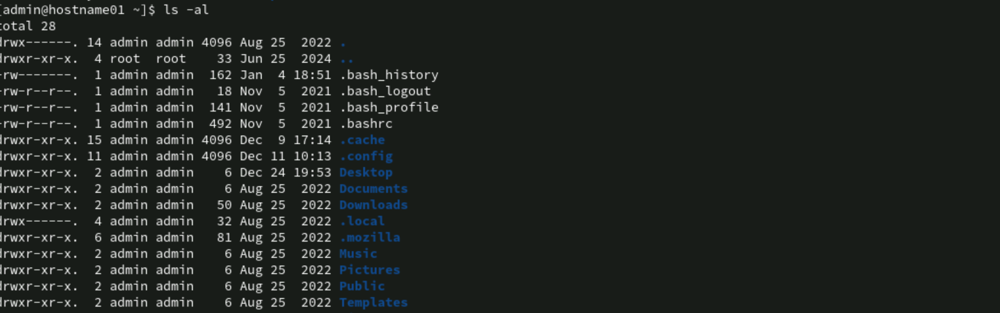 [admin@hostname01 ~]$ ls -al
total 28
drwx------. 14 admin admin 4096 Aug 25  2022 .
drwxr-xr-x.  4 root  root    33 Jun 25  2024 ..
-rw-------.  1 admin admin  162 Jan  4 18:51 .bash_history
-rw-r--r--.  1 admin admin   18 Nov  5  2021 .bash_logout
-rw-r--r--.  1 admin admin  141 Nov  5  2021 .bash_profile
-rw-r--r--.  1 admin admin  492 Nov  5  2021 .bashrc
drwxr-xr-x. 15 admin admin 4096 Dec  9 17:14 .cache
drwxr-xr-x. 11 admin admin 4096 Dec 11 10:13 .config
drwxr-xr-x.  2 admin admin    6 Dec 24 19:53 Desktop
drwxr-xr-x.  2 admin admin    6 Aug 25  2022 Documents
drwxr-xr-x.  2 admin admin   50 Aug 25  2022 Downloads
drwx------.  4 admin admin   32 Aug 25  2022 .local
drwxr-xr-x.  6 admin admin   81 Aug 25  2022 .mozilla
drwxr-xr-x.  2 admin admin    6 Aug 25  2022 Music
drwxr-xr-x.  2 admin admin    6 Aug 25  2022 Pictures
drwxr-xr-x.  2 admin admin    6 Aug 25  2022 Public
drwxr-xr-x.  2 admin admin    6 Aug 25  2022 Templates